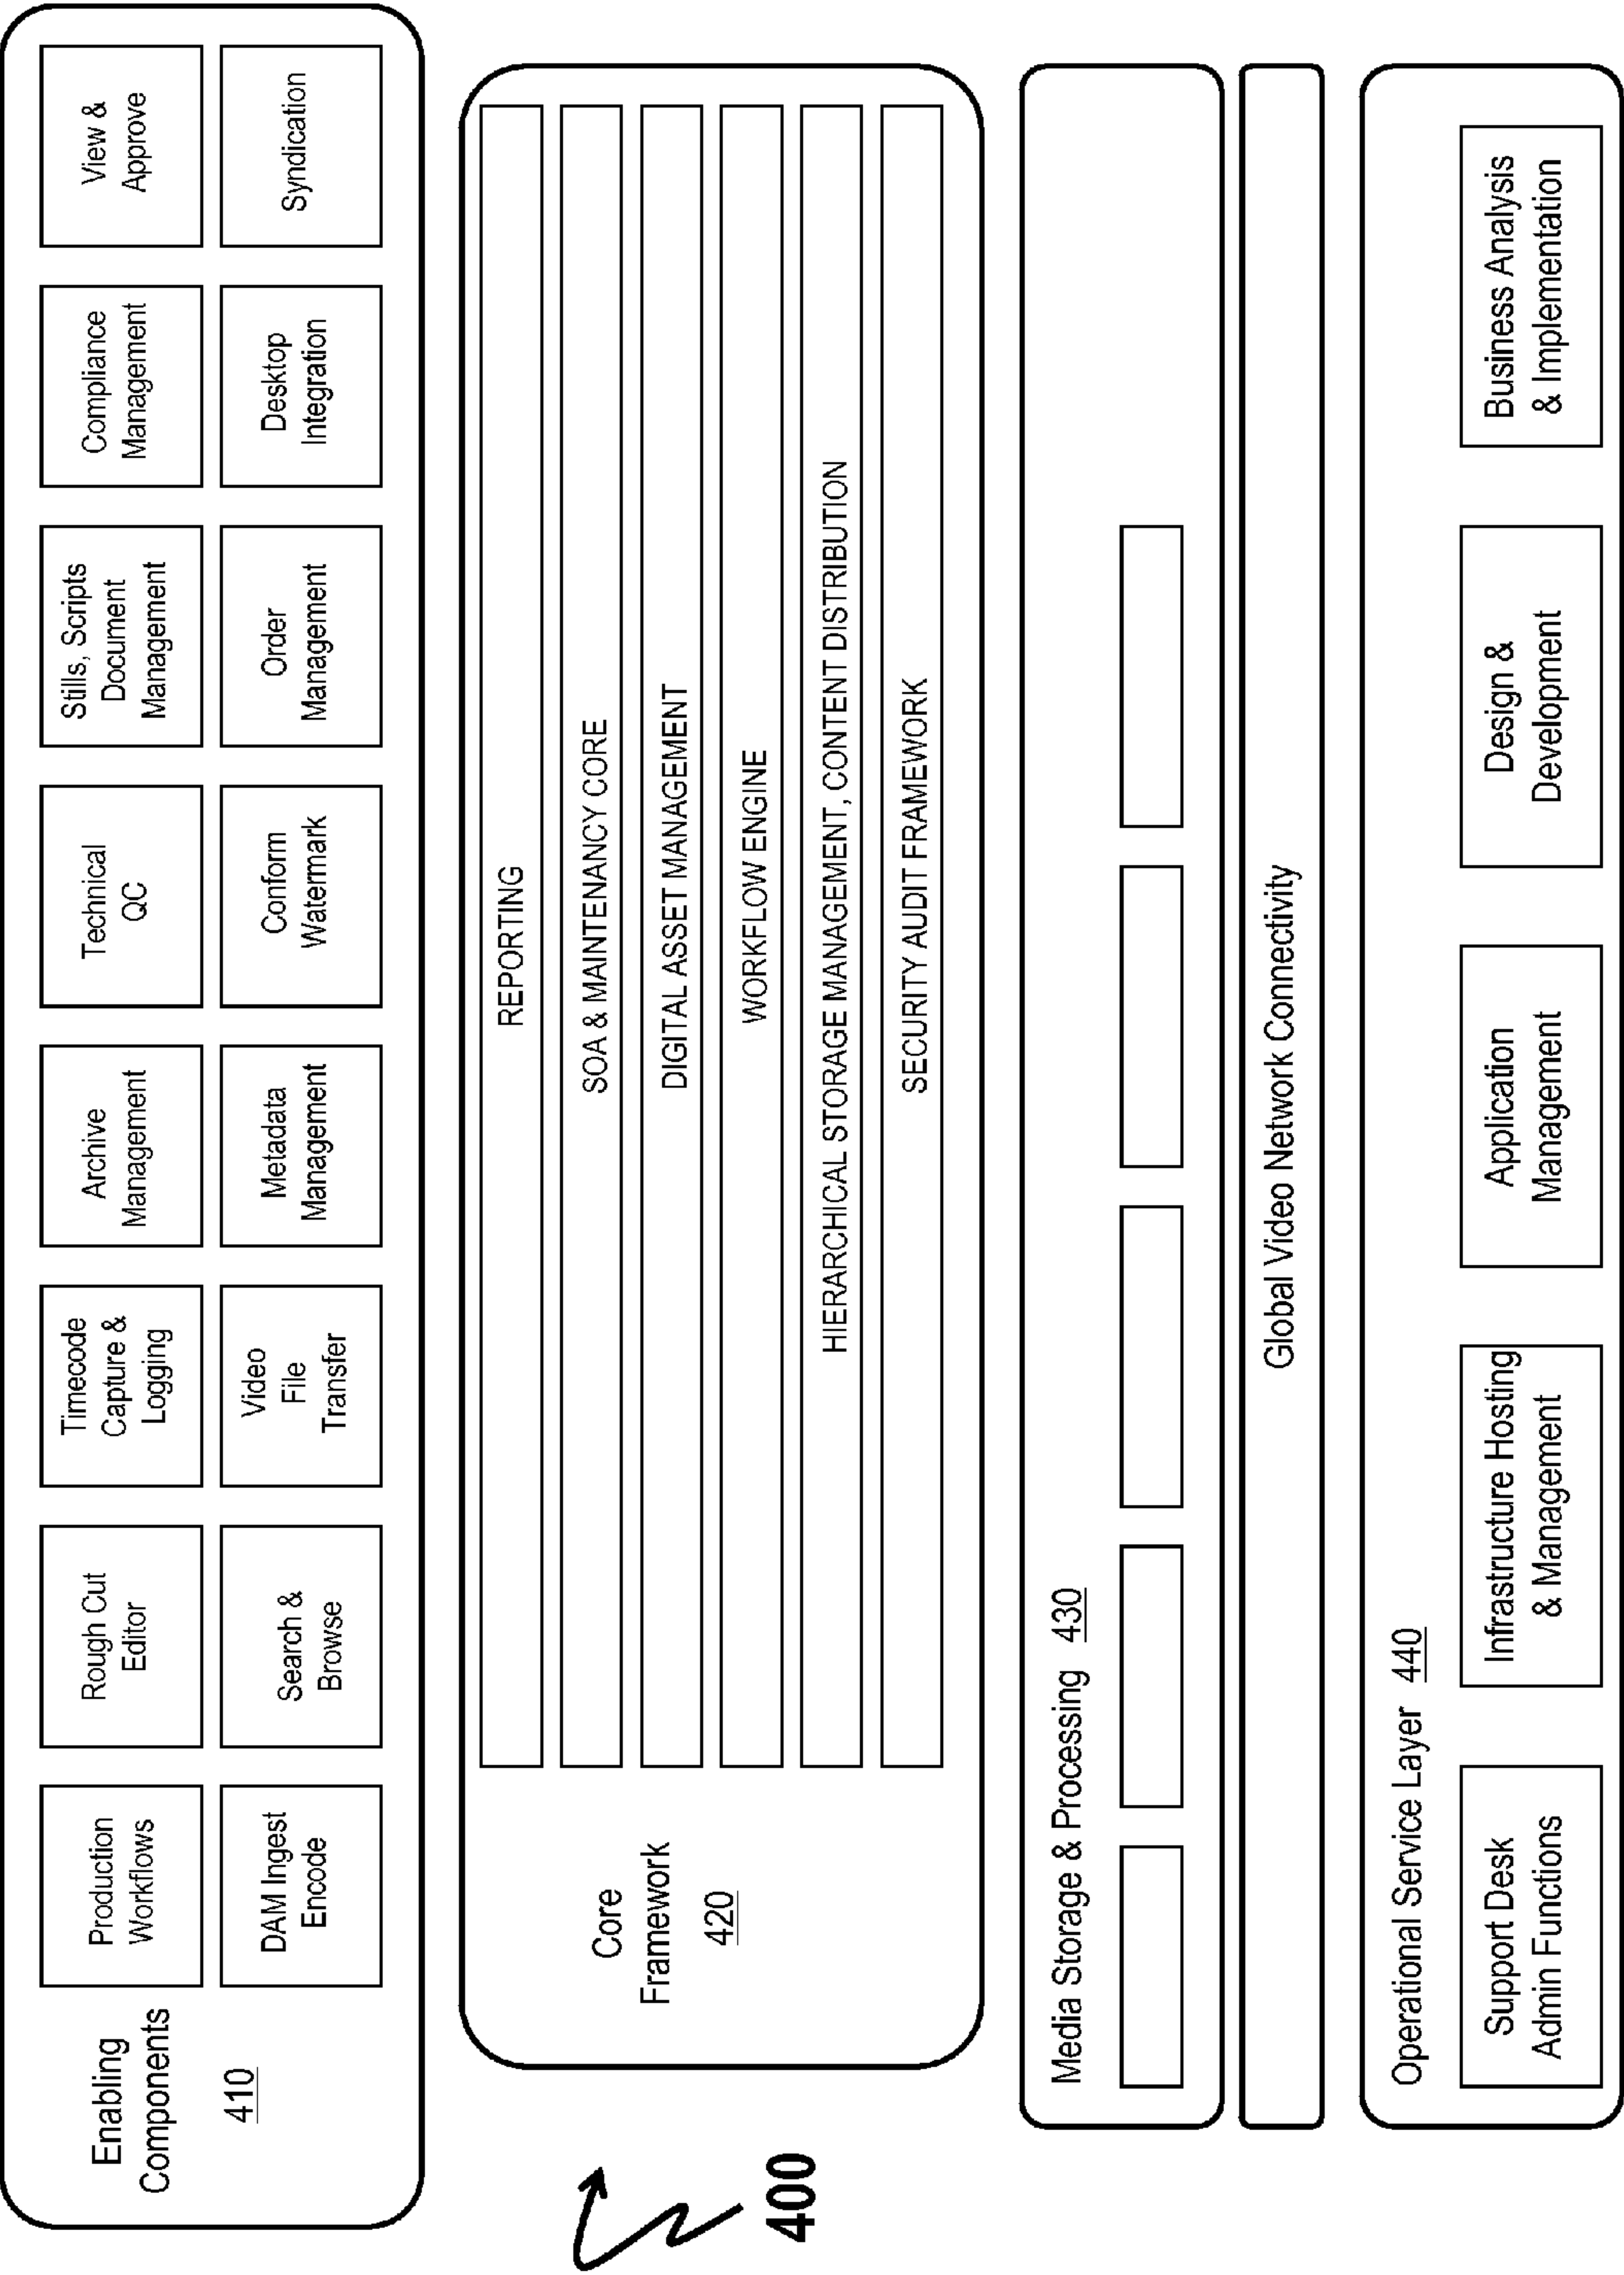 Enabling
Components
410
Production
Workflows
Rough Cut
Editor
Timecode
Capture &
Logging
Archive
Management
Technical
QC
Stills, Scripts
Document
Management
Compliance
Management
View &
Approve
DAM Ingest
Encode
Search &
Browse
Video
File
Transfer
Metadata
Management
Conform
Watermark
Order
Management
Desktop
Integration
Syndication
Core
Framework
420
REPORTING
SOA & MAINTENANCY CORE
DIGITAL ASSET MANAGEMENT
WORKFLOW ENGINE
HIERARCHICAL STORAGE MANAGEMENT, CONTENT DISTRIBUTION
SECURITY AUDIT FRAMEWORK
400
Media Storage & Processing 430
Global Video Network Connectivity
Operational Service Layer 440
Support Desk
Admin Functions
Infrastructure Hosting
& Management
Application
Management
Design &
Development
Business Analysis
& Implementation